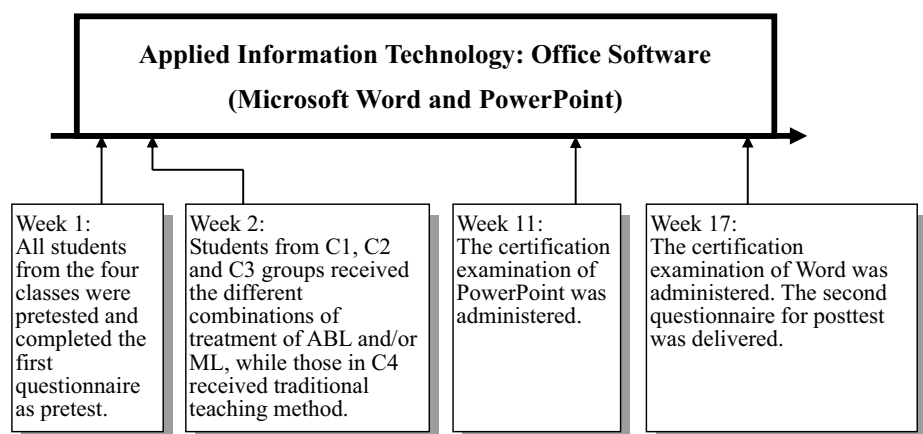 Applied Information Technology: Office Software
(Microsoft Word and PowerPoint)
Week 1:
All students
from the four
classes were
pretested and
completed the
first
questionnaire
as pretest.
Week 2:
Students from C1, C2
and C3 groups received
the different
combinations of
treatment of ABL and/or
ML, while those in C4
received traditional
teaching method.
Week 11:
The certification
examination of
PowerPoint was
administered.
Week 17:
The certification
examination of Word was
administered. The second
questionnaire for posttest
was delivered.